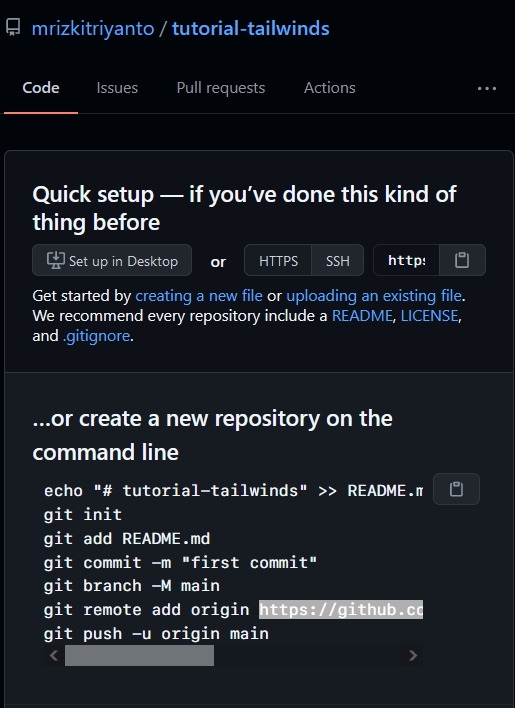 mrizkitriyanto / tutorial-tailwinds
Code Issues Pull requests Actions ...
Quick setup — if you've done this kind of
thing before
Set up in Desktop or HTTPS SSH https
Get started by creating a new file or uploading an existing file.
We recommend every repository include a README, LICENSE,
and .gitignore.
...or create a new repository on the
command line
echo "# tutorial-tailwinds" >> README.m
git init
git add README.md
git commit -m "first commit"
git branch -M main
git remote add origin https://github.co
git push -u origin main